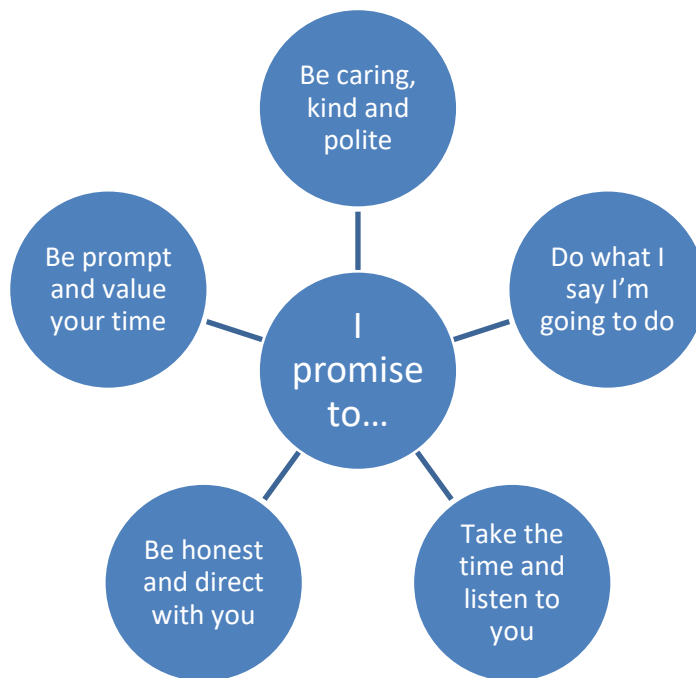 Be caring,
kind and
polite
Be prompt
and value
your time
Do what I
say I’m
going to do
I
promise
to…
Be honest
and direct
with you
Take the
time and
listen to
you